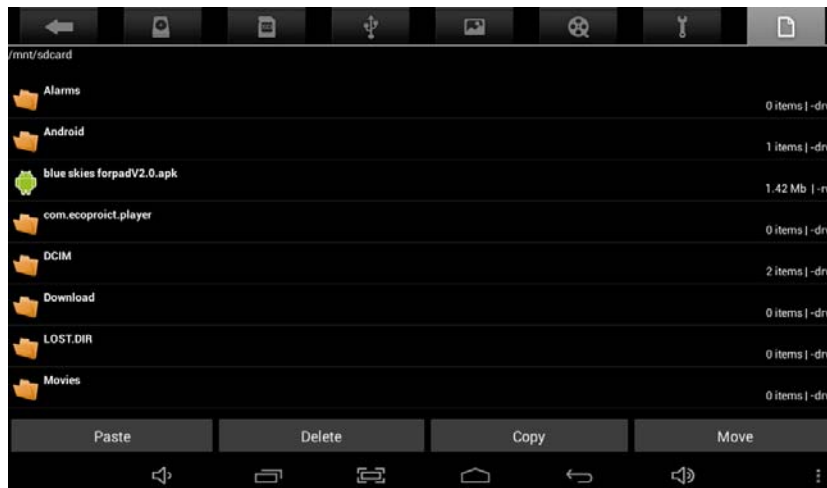 /mnt/sdcard
Alarms
0 items | -dr
Android
1 items | -dr
blue skies forpadV2.0.apk
1.42 Mb | -r
com.ecoproict.player
0 items | -dr
DCIM
2 items | -dr
Download
0 items | -dr
LOST.DIR
0 items | -dr
Movies
0 items | -dr
Paste Delete Copy Move